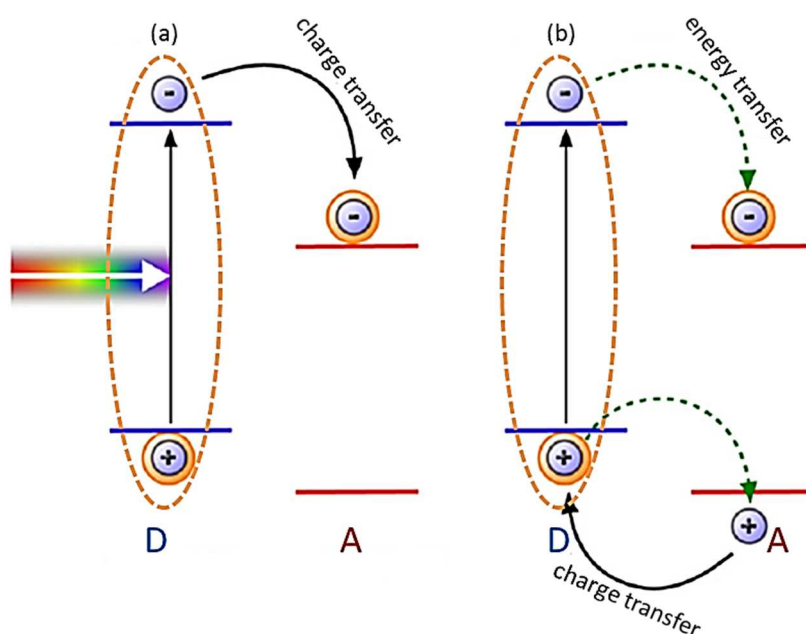 (a)
(b)
-
charge transfer
-
-
energy transfer
-
+
D
A
+
D
+
A
charge transfer